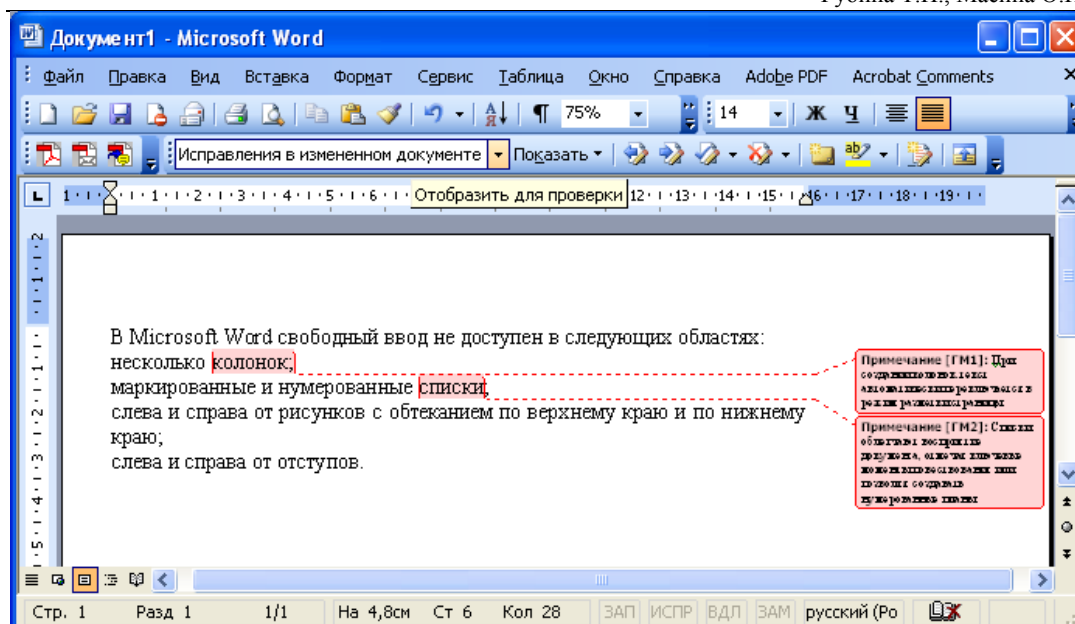 Документ1 - Microsoft Word
Файл Правка Вид Вставка Формат Сервис Таблица Окно Справка Adobe PDF Acrobat Comments
75% 14 Ж Ч
Исправления в измененном документе Показать
Отобразить для проверки
В Microsoft Word свободный ввод не доступен в следующих областях:
несколько колонок;
маркированные и нумерованные списки,
слева и справа от рисунков с обтеканием по верхнему краю и по нижнему
краю;
слева и справа от отступов.
Примечание [ГМ1]: При
Примечание [ГМ2]: Списки
Стр. 1 Разд 1 1/1 На 4,8см Ст 6 Кол 28 ЗАП ИСПР ВДЛ ЗАМ русский (Ро